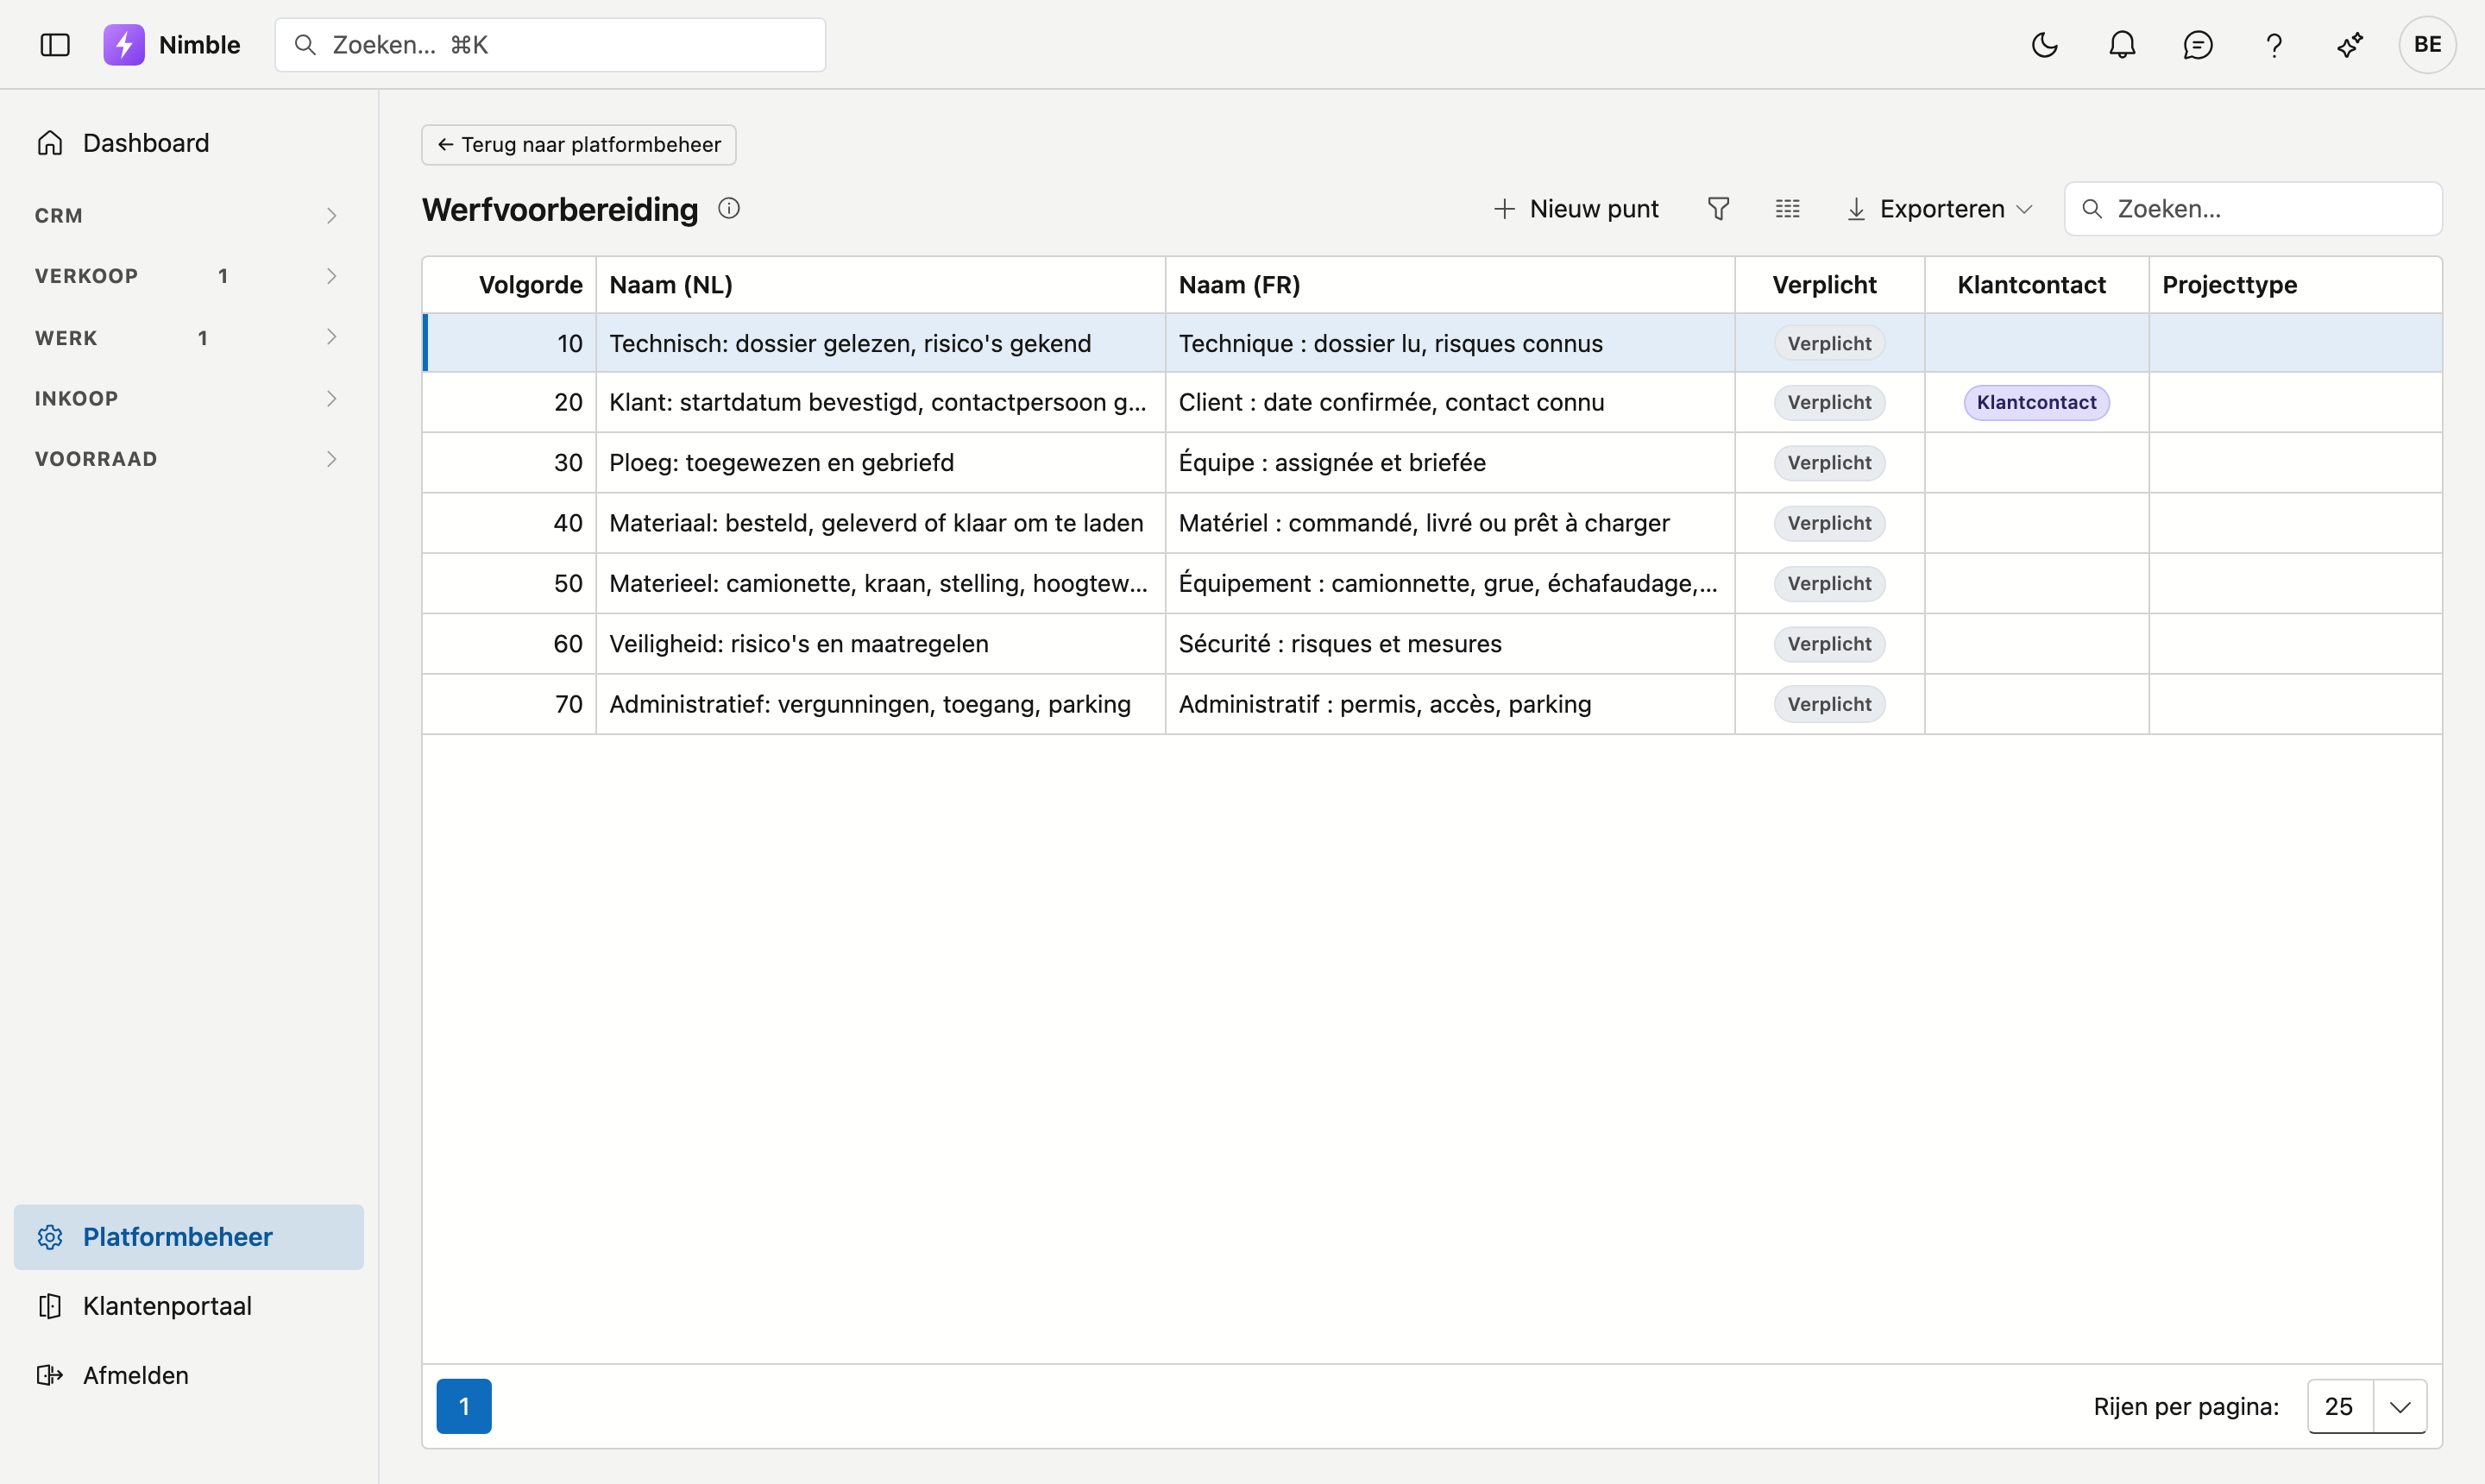 Nimble
Zoeken... ⌘K
BE
Dashboard
CRM
VERKOOP 1
WERK 1
INKOOP
VOORRAAD
Platformbeheer
Klantenportaal
Afmelden
← Terug naar platformbeheer
Werfvoorbereiding
Nieuw punt
Exporteren
Zoeken...
Volgorde Naam (NL) Naam (FR) Verplicht Klantcontact Projecttype
10 Technisch: dossier gelezen, risico's gekend Technique : dossier lu, risques connus Verplicht
20 Klant: startdatum bevestigd, contactpersoon g... Client : date confirmée, contact connu Verplicht Klantcontact
30 Ploeg: toegewezen en gebriefd Équipe : assignée et briefée Verplicht
40 Materiaal: besteld, geleverd of klaar om te laden Matériel : commandé, livré ou prêt à charger Verplicht
50 Materieel: camionette, kraan, stelling, hoogtew... Équipement : camionnette, grue, échafaudage,... Verplicht
60 Veiligheid: risico's en maatregelen Sécurité : risques et mesures Verplicht
70 Administratief: vergunningen, toegang, parking Administratif : permis, accès, parking Verplicht
1
Rijen per pagina: 25